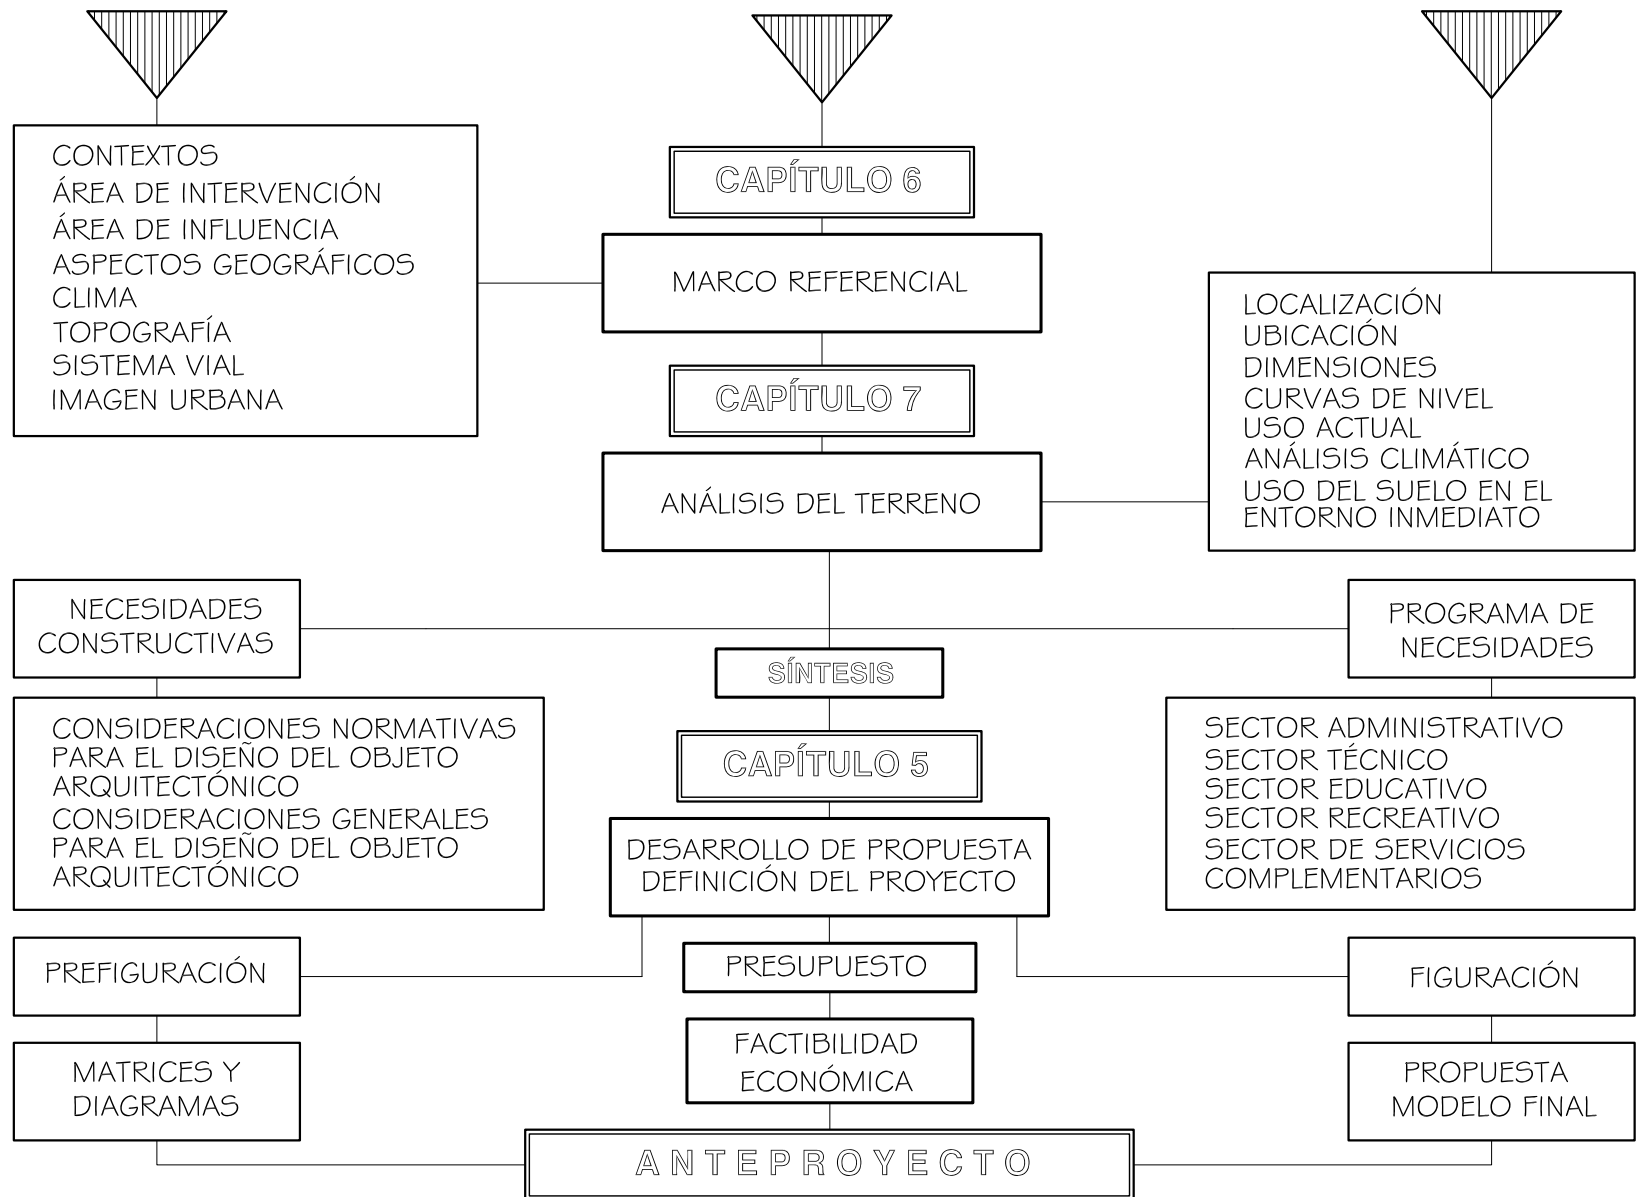 CONTEXTOS
ÁREA DE INTERVENCIÓN
ÁREA DE INFLUENCIA
ASPECTOS GEOGRÁFICOS
CLIMA
TOPOGRAFÍA
SISTEMA VIAL
IMAGEN URBANA
CAPÍTULO 6
MARCO REFERENCIAL
CAPÍTULO 7
ANÁLISIS DEL TERRENO
LOCALIZACIÓN
UBICACIÓN
DIMENSIONES
CURVAS DE NIVEL
USO ACTUAL
ANÁLISIS CLIMÁTICO
USO DEL SUELO EN EL
ENTORNO INMEDIATO
NECESIDADES
CONSTRUCTIVAS
PROGRAMA DE
NECESIDADES
SÍNTESIS
CONSIDERACIONES NORMATIVAS
PARA EL DISEÑO DEL OBJETO
ARQUITECTÓNICO
CONSIDERACIONES GENERALES
PARA EL DISEÑO DEL OBJETO
ARQUITECTÓNICO
CAPÍTULO 5
DESARROLLO DE PROPUESTA
DEFINICIÓN DEL PROYECTO
SECTOR ADMINISTRATIVO
SECTOR TÉCNICO
SECTOR EDUCATIVO
SECTOR RECREATIVO
SECTOR DE SERVICIOS
COMPLEMENTARIOS
PREFIGURACIÓN
PRESUPUESTO
FIGURACIÓN
MATRICES Y
DIAGRAMAS
FACTIBILIDAD
ECONÓMICA
PROPUESTA
MODELO FINAL
ANTEPROYECTO